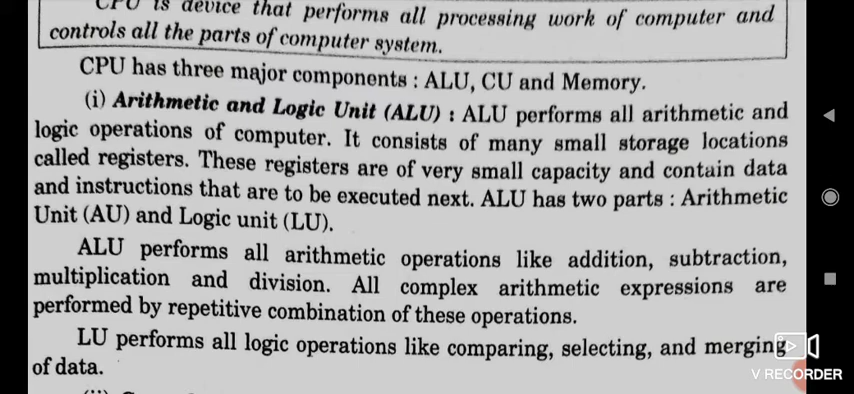 CPU is device that performs all processing work of computer and
controls all the parts of computer system.
CPU has three major components : ALU, CU and Memory.
(i) Arithmetic and Logic Unit (ALU) : ALU performs all arithmetic and
logic operations of computer. It consists of many small storage locations
called registers. These registers are of very small capacity and contain data
and instructions that are to be executed next. ALU has two parts : Arithmetic
Unit (AU) and Logic unit (LU).
ALU performs all arithmetic operations like addition, subtraction,
multiplication and division. All complex arithmetic expressions are
performed by repetitive combination of these operations.
LU performs all logic operations like comparing, selecting, and merging
of data.
V RECORDER